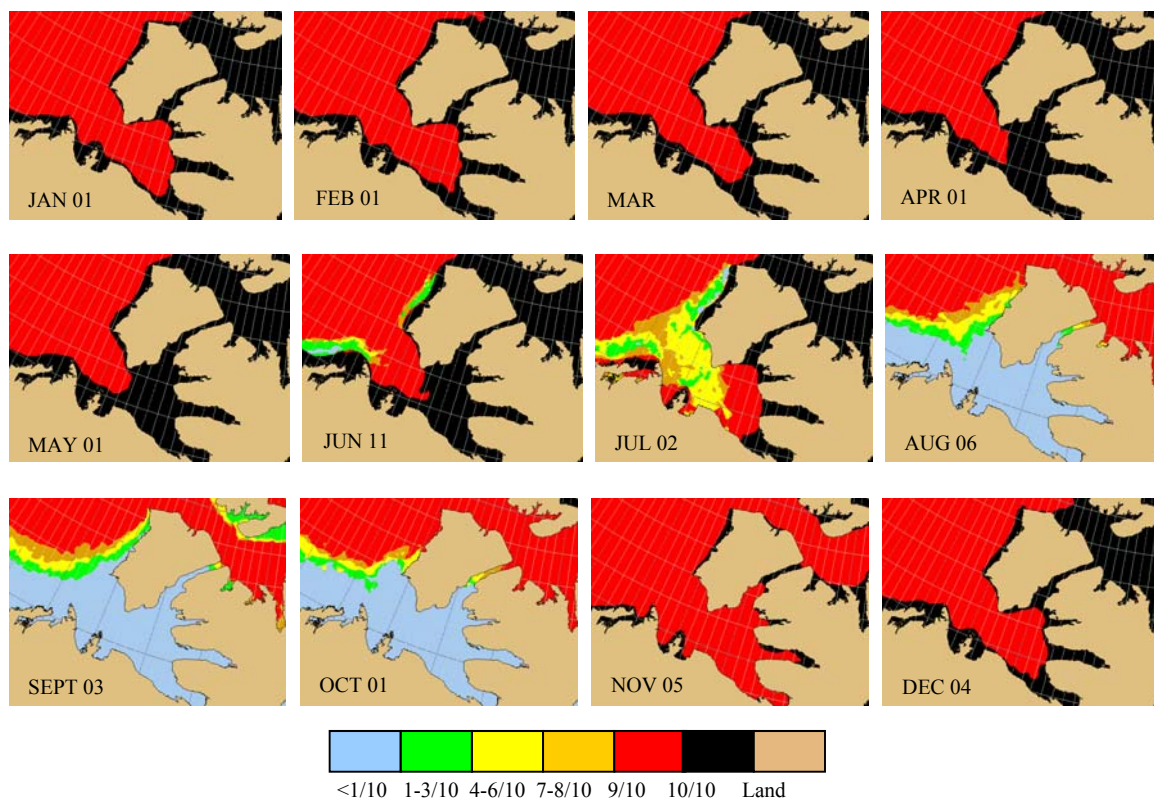 JAN 01 FEB 01 MAR APR 01
MAY 01 JUN 11 JUL 02 AUG 06
SEPT 03 OCT 01 NOV 05 DEC 04
<1/10 1-3/10 4-6/10 7-8/10 9/10 10/10 Land